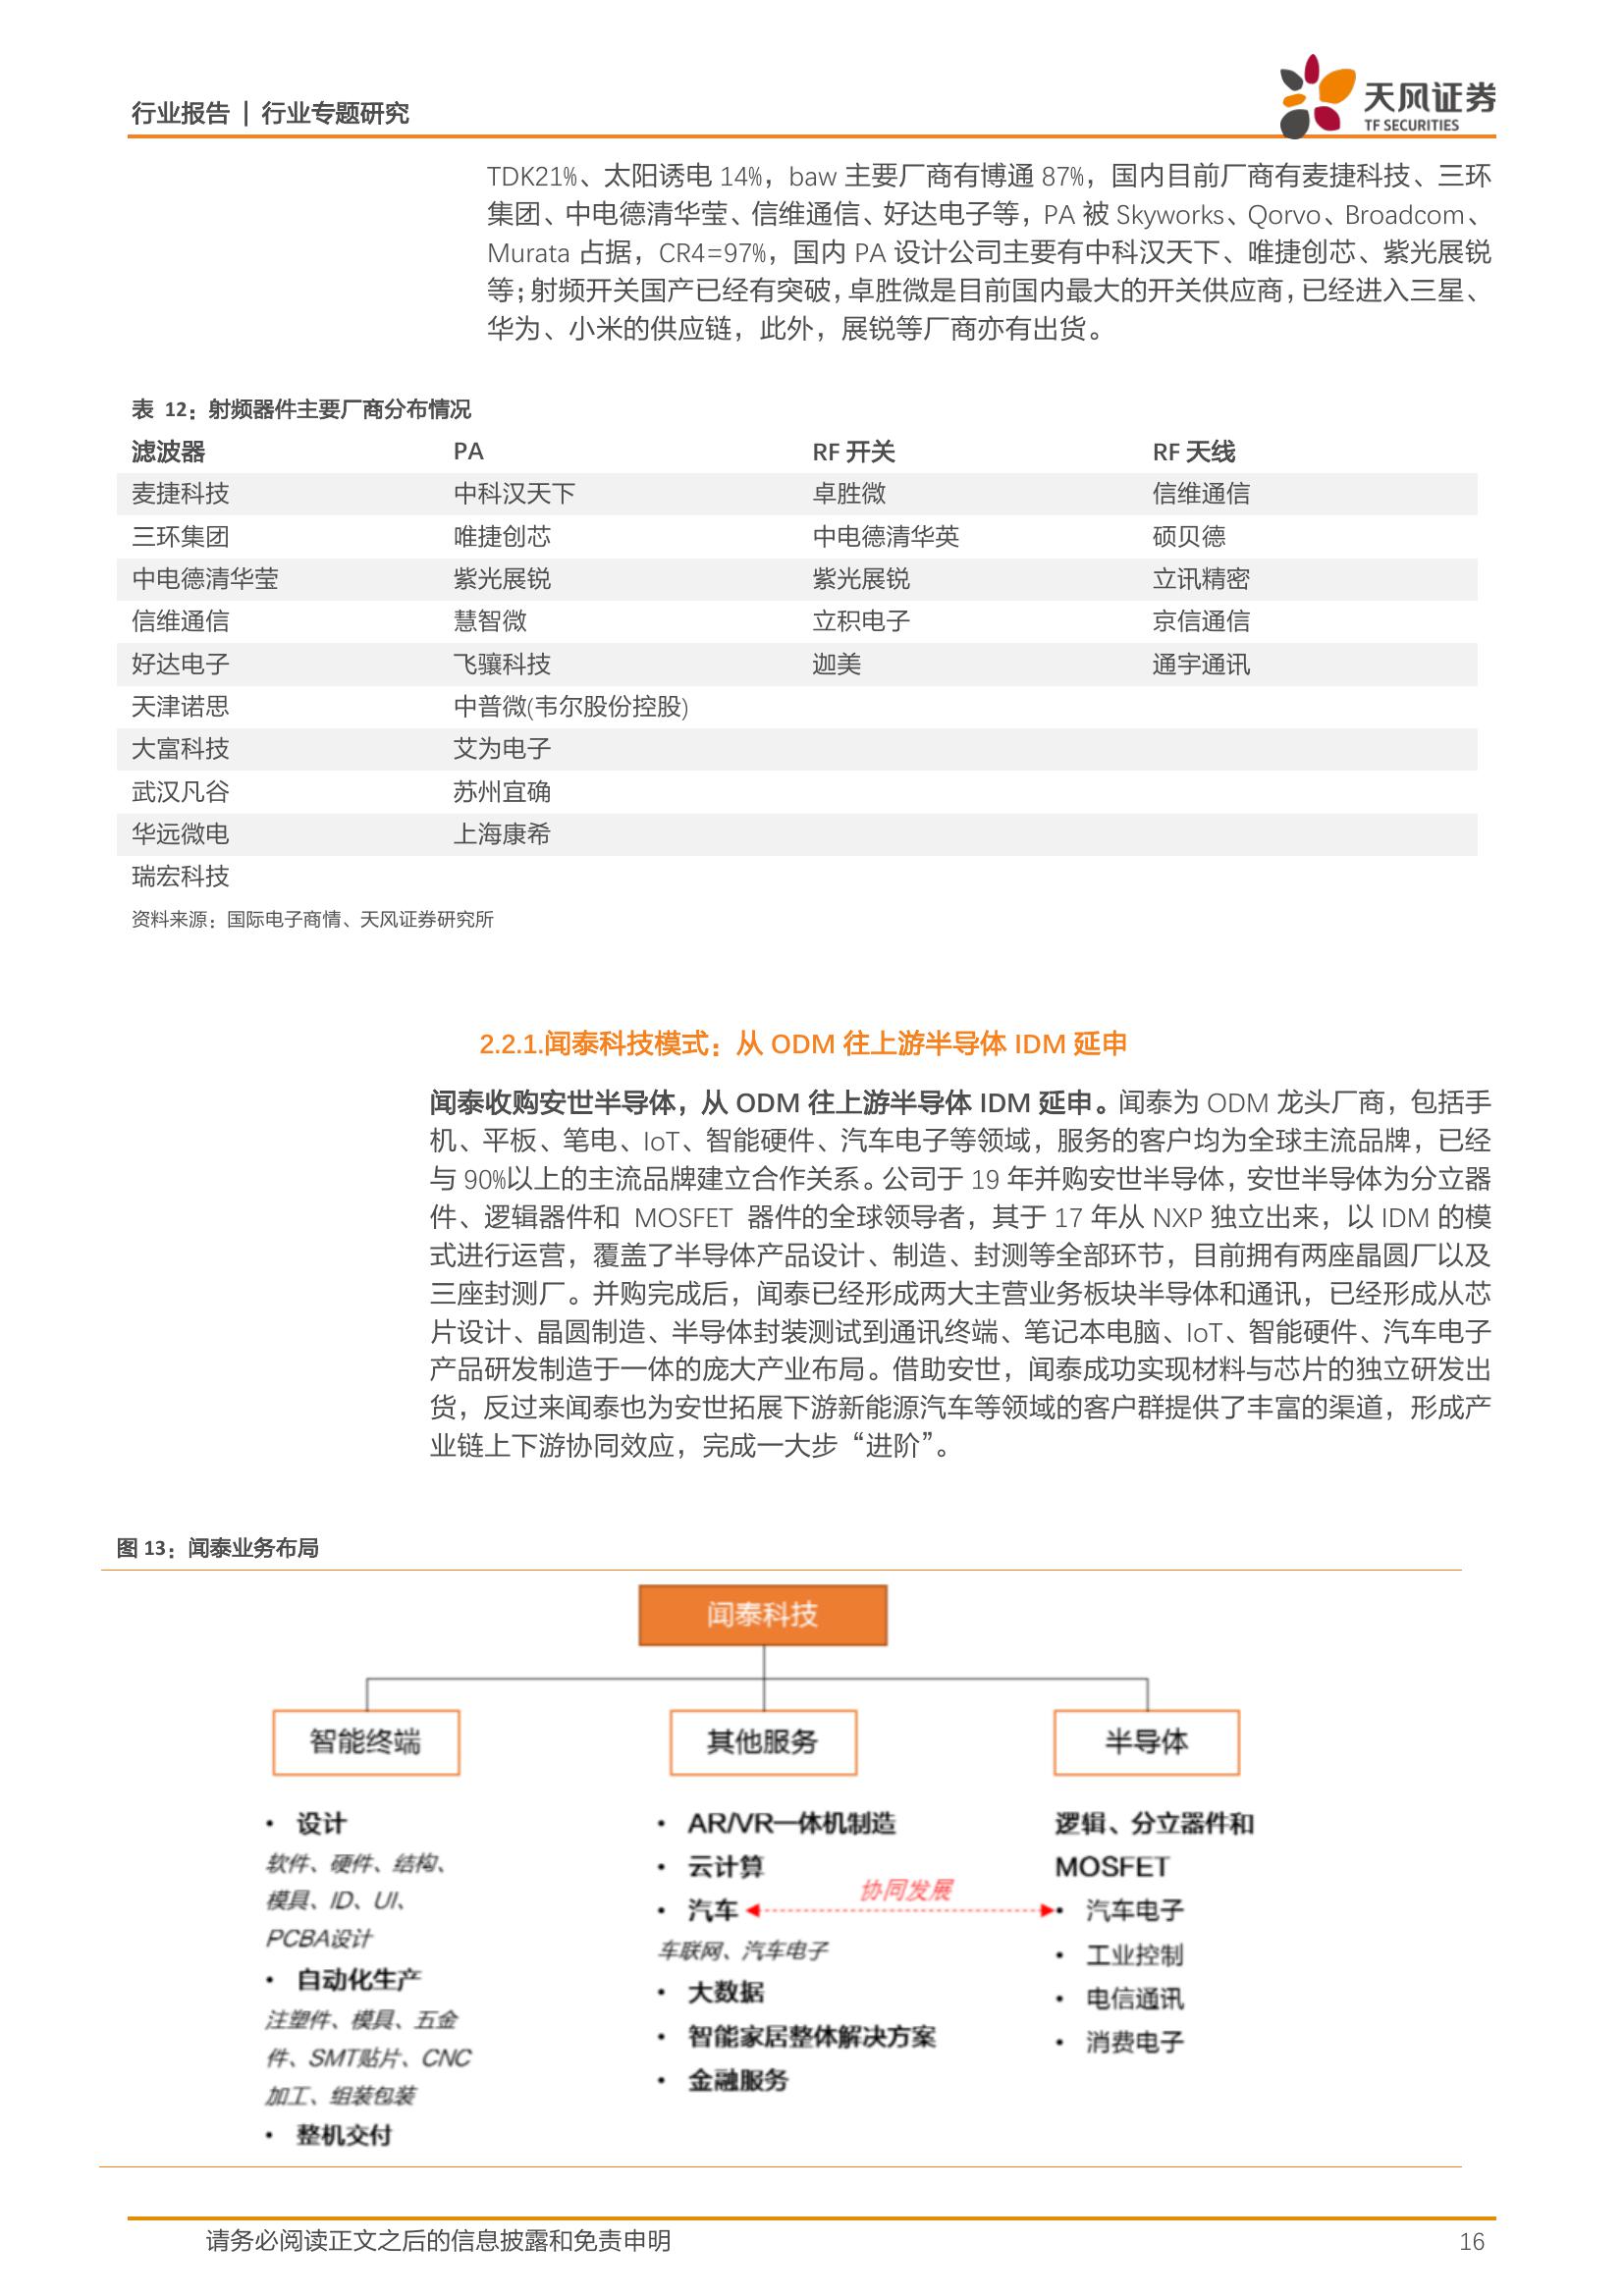 行业报告 | 行业专题研究
天风证券
TF SECURITIES
TDK21%、太阳诱电 14%，baw 主要厂商有博通 87%，国内目前厂商有麦捷科技、三环
集团、中电德清华莹、信维通信、好达电子等，PA 被 Skyworks、Qorvo、Broadcom、
Murata 占据，CR4=97%，国内 PA 设计公司主要有中科汉天下、唯捷创芯、紫光展锐
等；射频开关国产已经有突破，卓胜微是目前国内最大的开关供应商，已经进入三星、
华为、小米的供应链，此外，展锐等厂商亦有出货。
表 12：射频器件主要厂商分布情况
滤波器 PA RF 开关 RF 天线
麦捷科技 中科汉天下 卓胜微 信维通信
三环集团 唯捷创芯 中电德清华英 硕贝德
中电德清华莹 紫光展锐 紫光展锐 立讯精密
信维通信 慧智微 立积电子 京信通信
好达电子 飞骧科技 迦美 通宇通讯
天津诺思 中普微(韦尔股份控股)
大富科技 艾为电子
武汉凡谷 苏州宜确
华远微电 上海康希
瑞宏科技
资料来源：国际电子商情、天风证券研究所
2.2.1.闻泰科技模式：从 ODM 往上游半导体 IDM 延申
闻泰收购安世半导体，从 ODM 往上游半导体 IDM 延申。闻泰为 ODM 龙头厂商，包括手
机、平板、笔电、IoT、智能硬件、汽车电子等领域，服务的客户均为全球主流品牌，已经
与 90%以上的主流品牌建立合作关系。公司于 19 年并购安世半导体，安世半导体为分立器
件、逻辑器件和 MOSFET 器件的全球领导者，其于 17 年从 NXP 独立出来，以 IDM 的模
式进行运营，覆盖了半导体产品设计、制造、封测等全部环节，目前拥有两座晶圆厂以及
三座封测厂。并购完成后，闻泰已经形成两大主营业务板块半导体和通讯，已经形成从芯
片设计、晶圆制造、半导体封装测试到通讯终端、笔记本电脑、IoT、智能硬件、汽车电子
产品研发制造于一体的庞大产业布局。借助安世，闻泰成功实现材料与芯片的独立研发出
货，反过来闻泰也为安世拓展下游新能源汽车等领域的客户群提供了丰富的渠道，形成产
业链上下游协同效应，完成一大步“进阶”。
图 13：闻泰业务布局
闻泰科技
智能终端
• 设计
软件、硬件、结构、
模具、ID、UI、
PCBA设计
• 自动化生产
注塑件、模具、五金
件、SMT贴片、CNC
加工、组装包装
• 整机交付
其他服务
• AR/VR一体机制造
• 云计算
• 汽车
车联网、汽车电子
• 大数据
• 智能家居整体解决方案
• 金融服务
协同发展
半导体
逻辑、分立器件和
MOSFET
• 汽车电子
• 工业控制
• 电信通讯
• 消费电子
请务必阅读正文之后的信息披露和免责申明 16